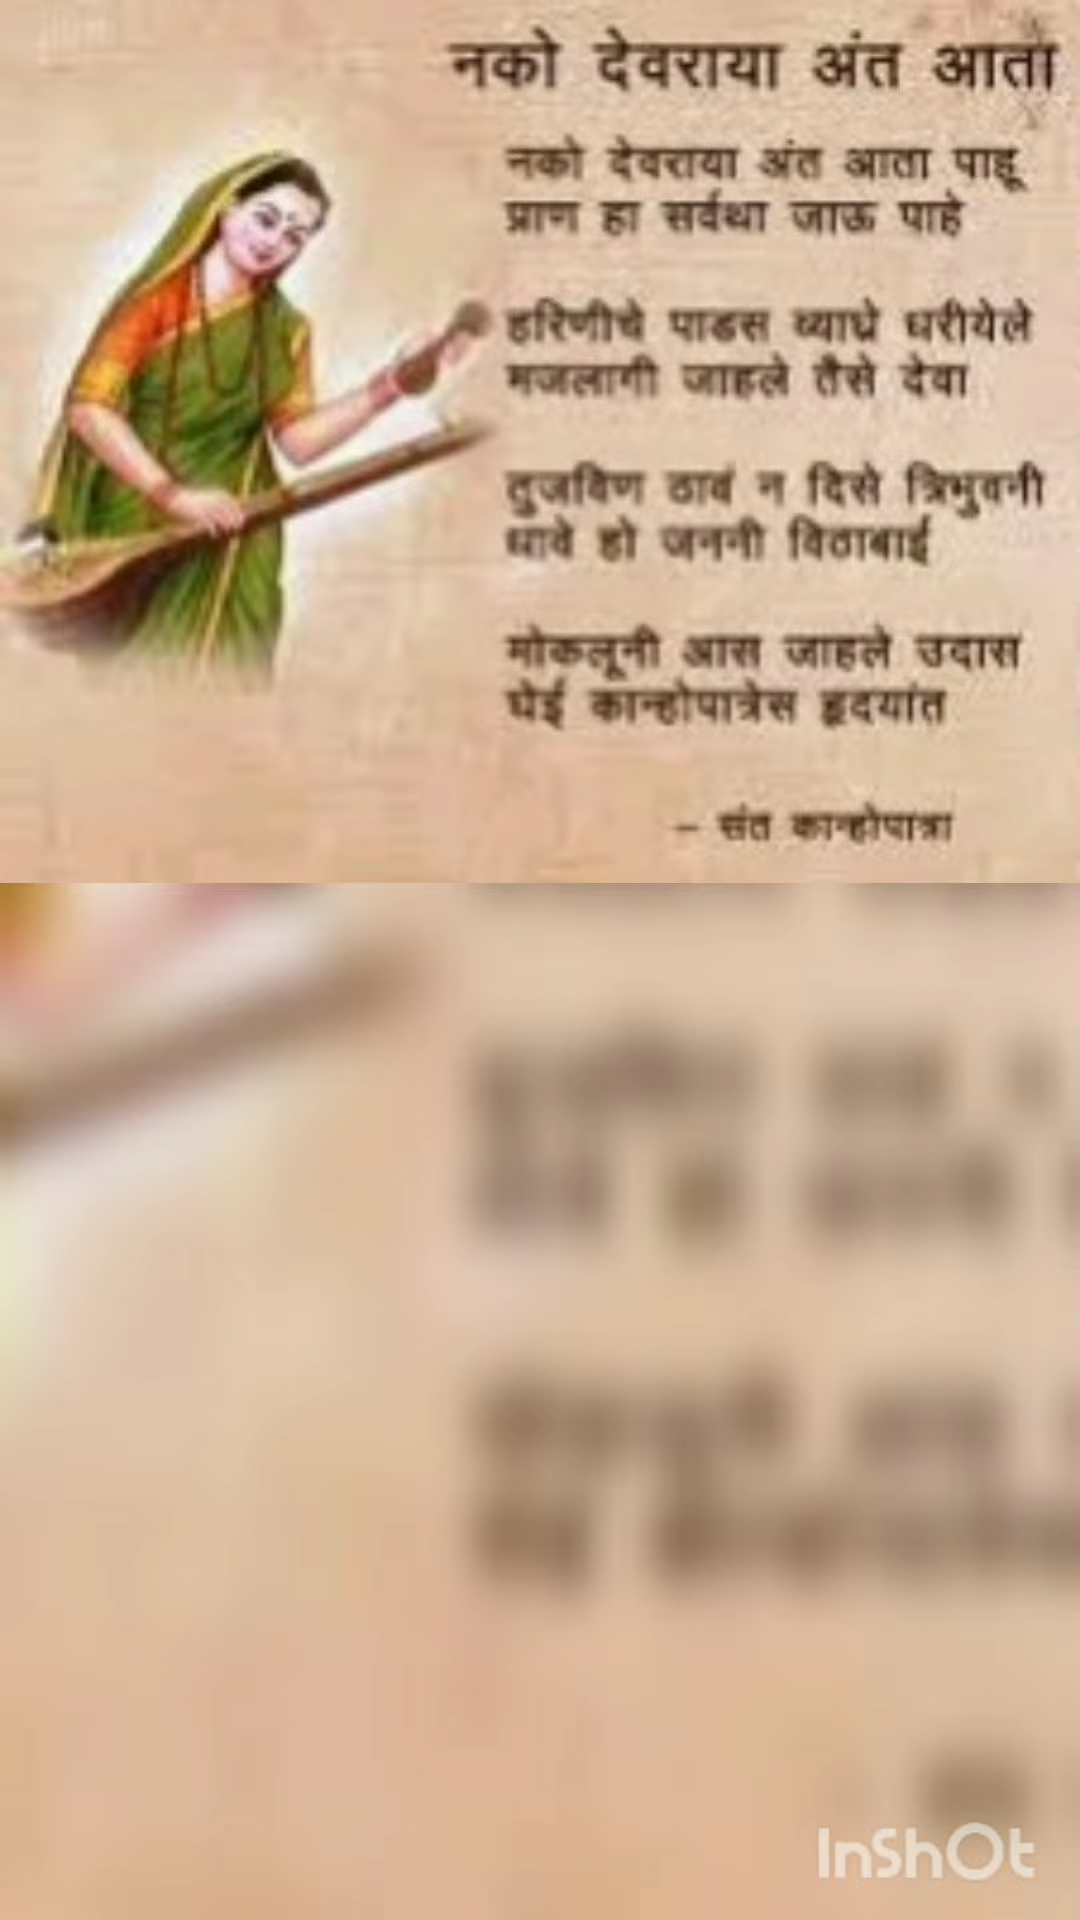 नको देवराया अंत आता
नको देवराया अंत आता पाहू
प्राण हा सर्वथा जाऊ पाहे
हरिणीचे पाडस व्याघ्रे धरीयेले
मजलागी जाहले तैसे देवा
तुजविण ठाव न दिसे त्रिभुवनी
धावे हो जननी विठाबाई
मोकलूनी आस जाहले उदास
घेई कान्होपात्रेस हृदयांत
– संत कान्होपात्रा
InShOt